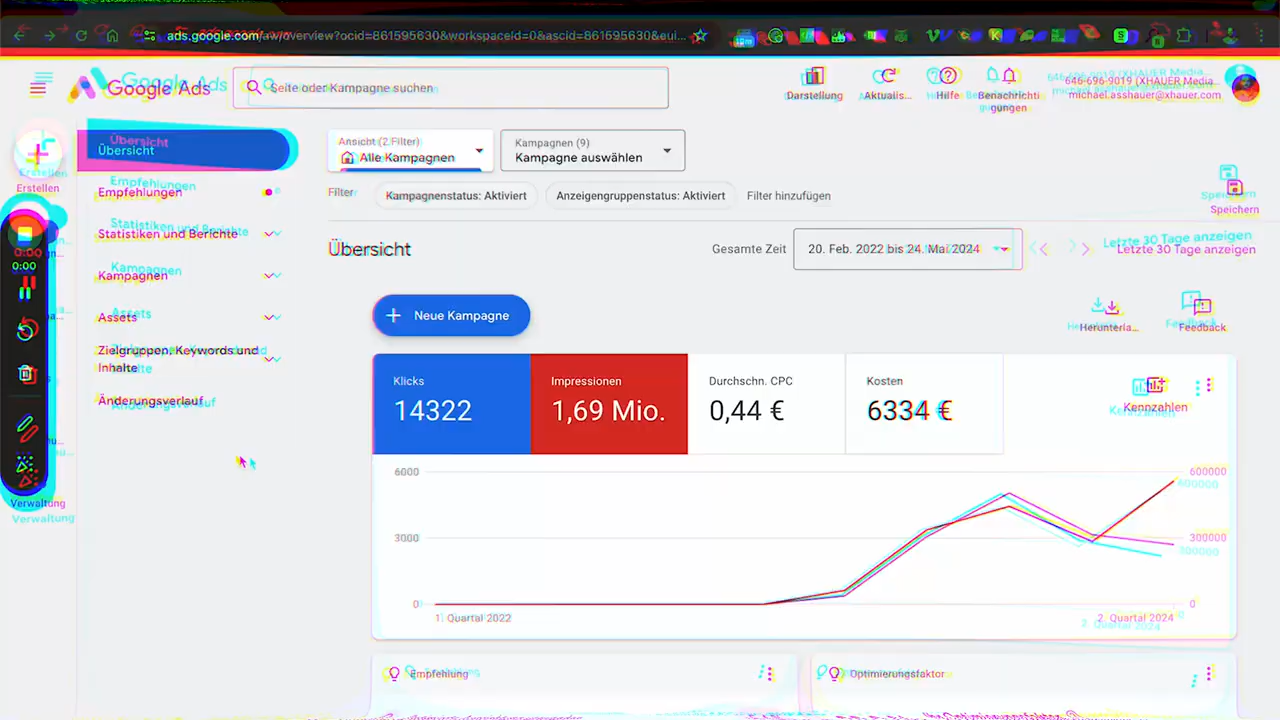 ads.google.com/aw/overview?ocid=861595630&workspaceId=0&ascid=861595630&eui...
Google Ads
Seite oder Kampagne suchen
Darstellung
Aktualis...
Hilfe
Benachrichti
gungen
646-696-9019 (XHAUER Media
michael.asshauer@xhauer.com
Erstellen
Übersicht
Empfehlungen
Statistiken und Berichte
Kampagnen
Assets
Zielgruppen, Keywords und
Inhalte
Änderungsverlauf
0:00
Verwaltung
Ansicht (2 Filter)
Alle Kampagnen
Kampagnen (9)
Kampagne auswählen
Filter
Kampagnenstatus: Aktiviert
Anzeigengruppenstatus: Aktiviert
Filter hinzufügen
Speichern
Übersicht
Gesamte Zeit
20. Feb. 2022 bis 24. Mai 2024
Letzte 30 Tage anzeigen
Neue Kampagne
Herunterla...
Feedback
Klicks
14322
Impressionen
1,69 Mio.
Durchschn. CPC
0,44 €
Kosten
6334 €
Kennzahlen
6000
3000
0
600000
300000
0
1. Quartal 2022
2. Quartal 2024
Empfehlung
Optimierungsfaktor